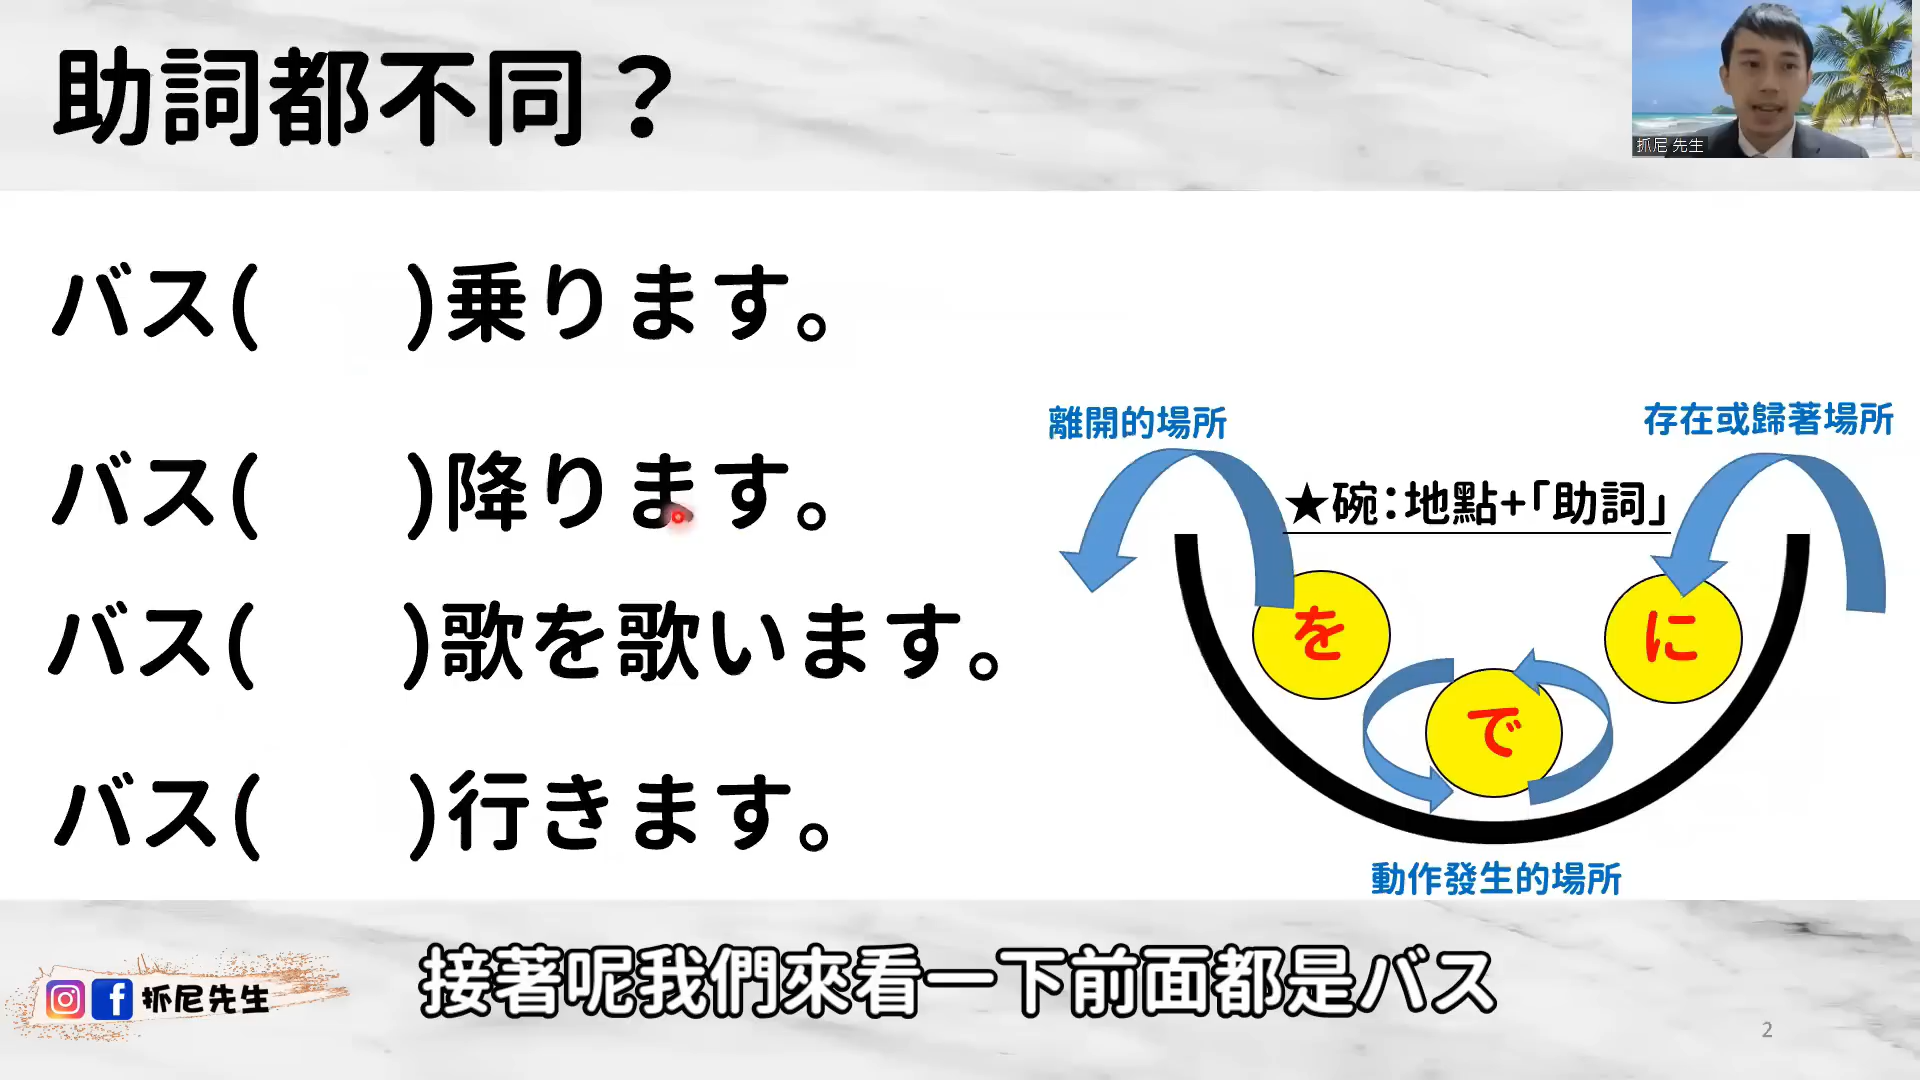 助詞都不同？
抓尼 先生
バス(　　)乗ります。
バス(　　)降ります。
バス(　　)歌を歌います。
バス(　　)行きます。
離開的場所
存在或歸著場所
★碗：地點+「助詞」
を
に
で
動作發生的場所
抓尼先生
接著呢我們來看一下前面都是バス
2